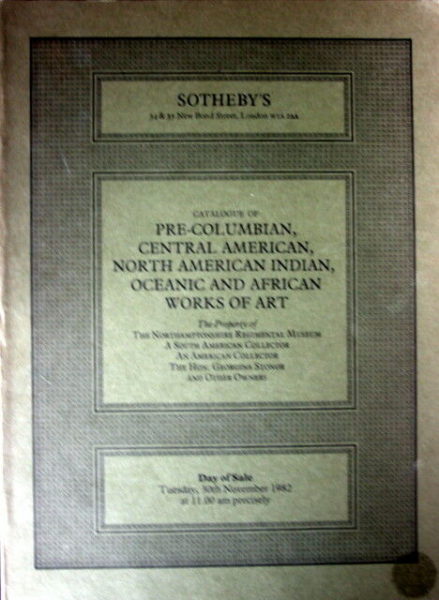 SOTHEBY'S
34 & 35 New Bond Street, London W1A 2AA
CATALOGUE OF
PRE-COLUMBIAN,
CENTRAL AMERICAN,
NORTH AMERICAN INDIAN,
OCEANIC AND AFRICAN
WORKS OF ART
The Property of
THE NORTHAMPTONSHIRE REGIMENTAL MUSEUM
A SOUTH AMERICAN COLLECTOR
AN AMERICAN COLLECTOR
THE HON. GEORGINA STONOR
AND OTHER OWNERS
Day of Sale
Tuesday, 30th November 1982
at 11.00 am precisely